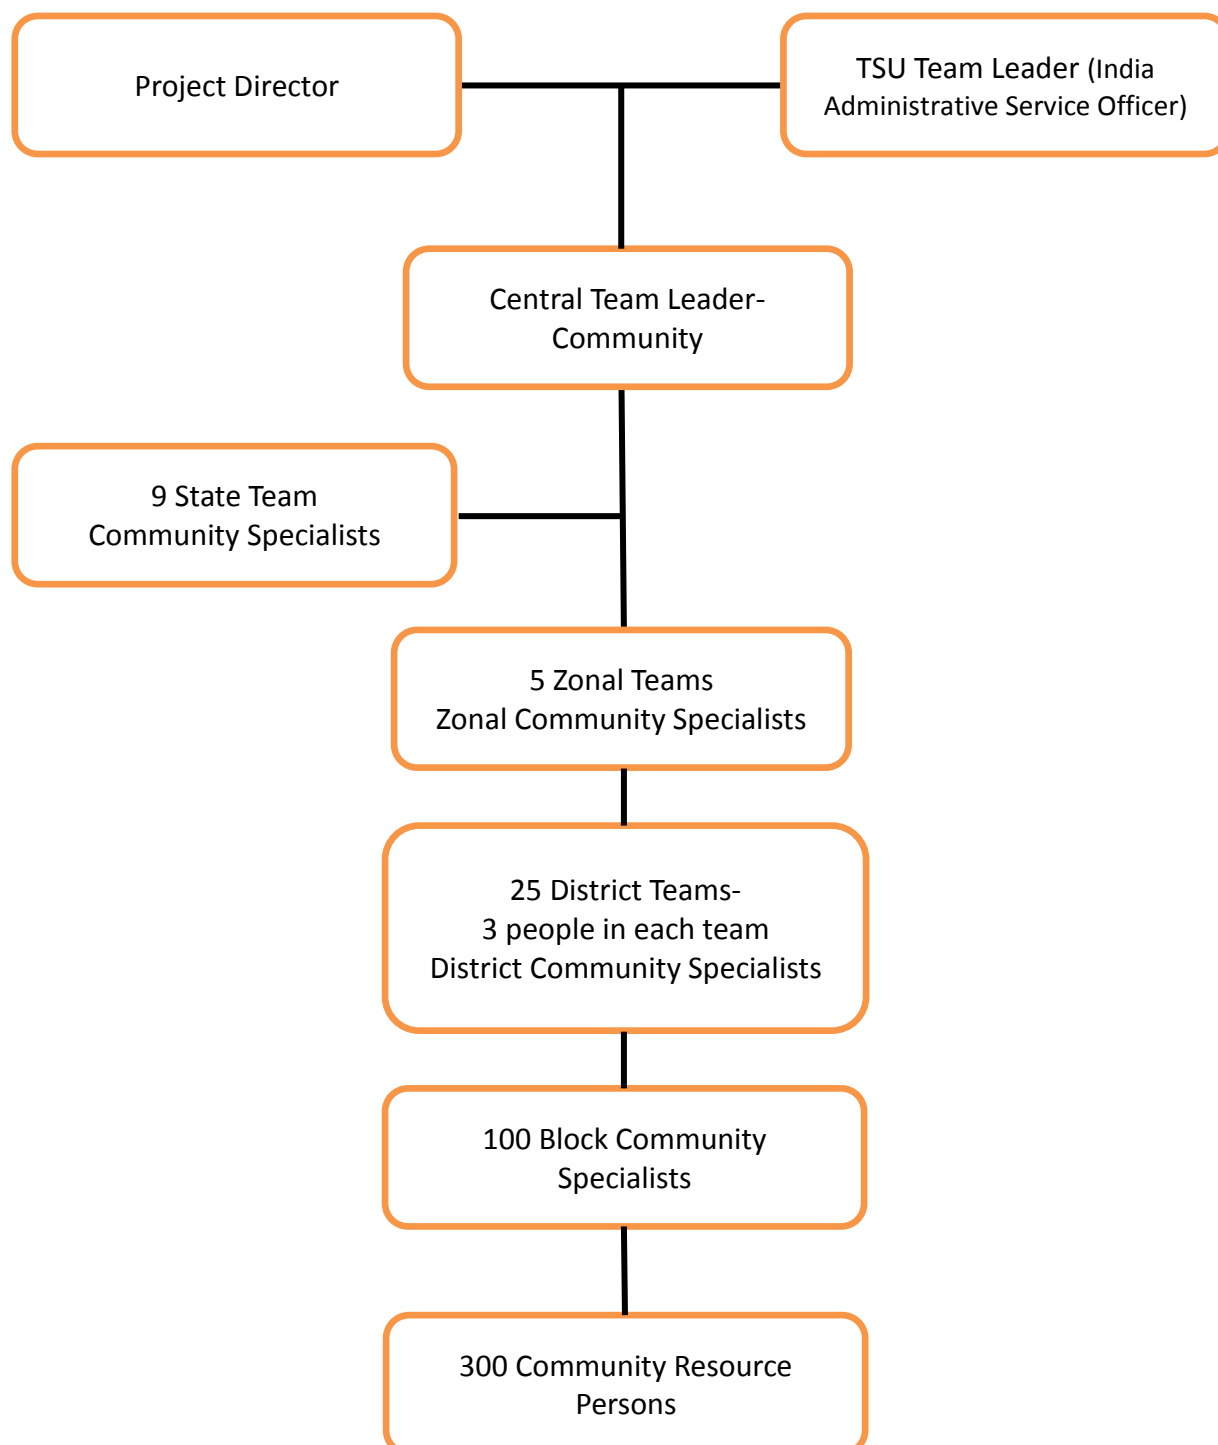 Project Director
TSU Team Leader (India
Administrative Service Officer)
Central Team Leader-
Community
9 State Team
Community Specialists
5 Zonal Teams
Zonal Community Specialists
25 District Teams-
3 people in each team
District Community Specialists
100 Block Community
Specialists
300 Community Resource
Persons